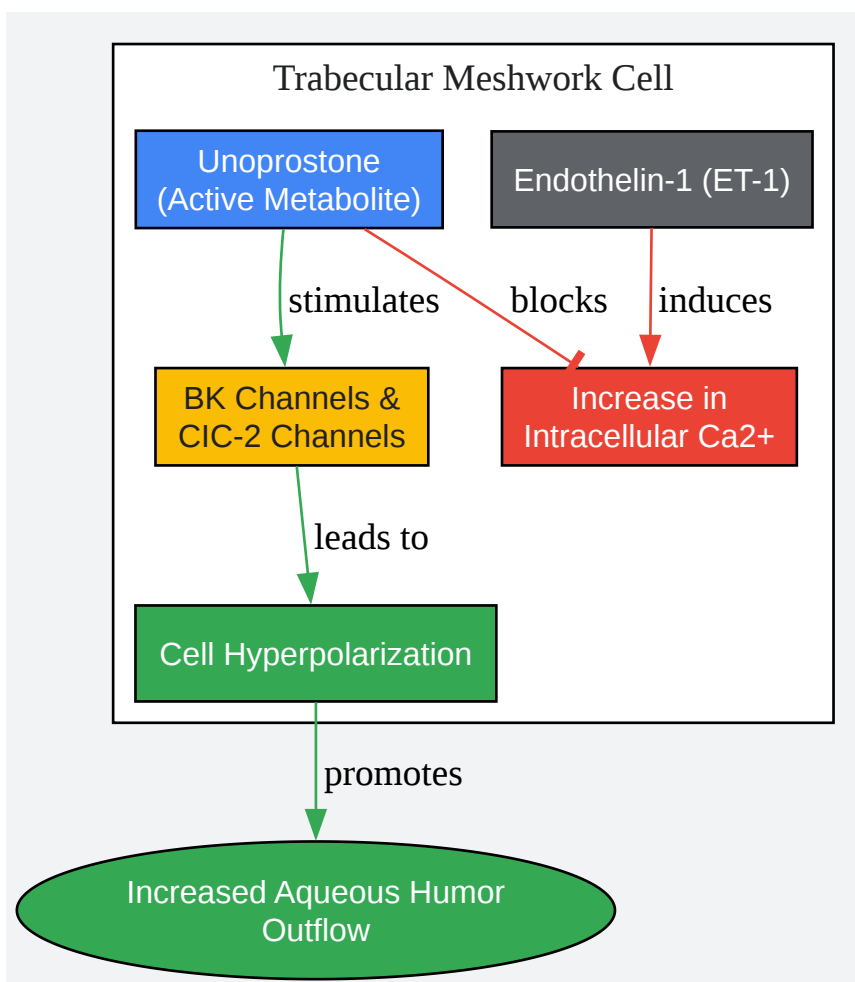 Trabecular Meshwork Cell
Unoprostone
(Active Metabolite)
Endothelin-1 (ET-1)
stimulates
blocks
induces
BK Channels &
CIC-2 Channels
Increase in
Intracellular Ca2+
leads to
Cell Hyperpolarization
promotes
Increased Aqueous Humor
Outflow